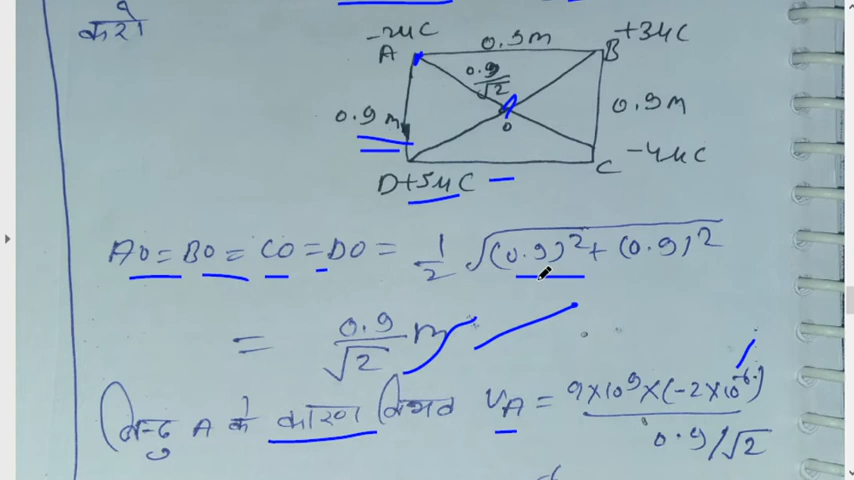 करो
-2μC
A
0.9m
B
+3μC
0.9/√2
0.9m
0.9m
O
D+5μC
C
-4μC
AO=BO=CO=DO= 1/2 √(0.9)²+(0.9)²
= 0.9/√2 m
बिन्दु A के कारण विभव VA = 9×10⁹×(-2×10⁻⁶)
0.9/√2